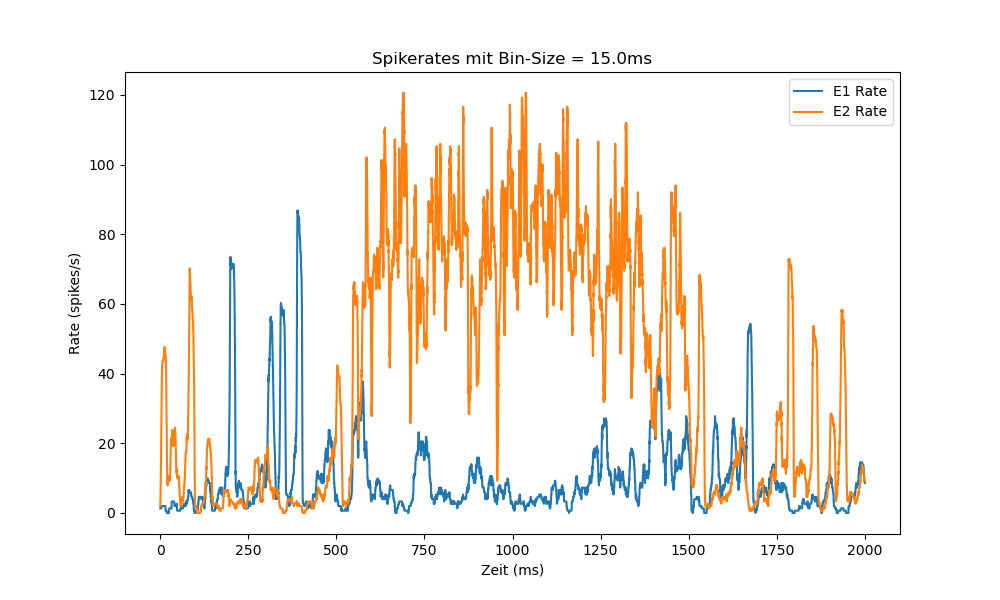 Spikerates mit Bin-Size = 15.0ms
E1 Rate
E2 Rate
120
100
80
60
40
20
0
Rate (spikes/s)
0 250 500 750 1000 1250 1500 1750 2000
Zeit (ms)